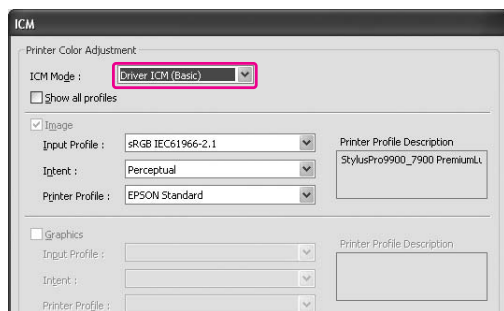 ICM
Printer Color Adjustment
ICM Mode : Driver ICM (Basic)
Show all profiles
Image
Input Profile : sRGB IEC61966-2.1
Printer Profile Description
StylusPro9900_7900 PremiumLu
Intent : Perceptual
Printer Profile : EPSON Standard
Graphics
Input Profile :
Printer Profile Description
Intent :
Printer Profile :